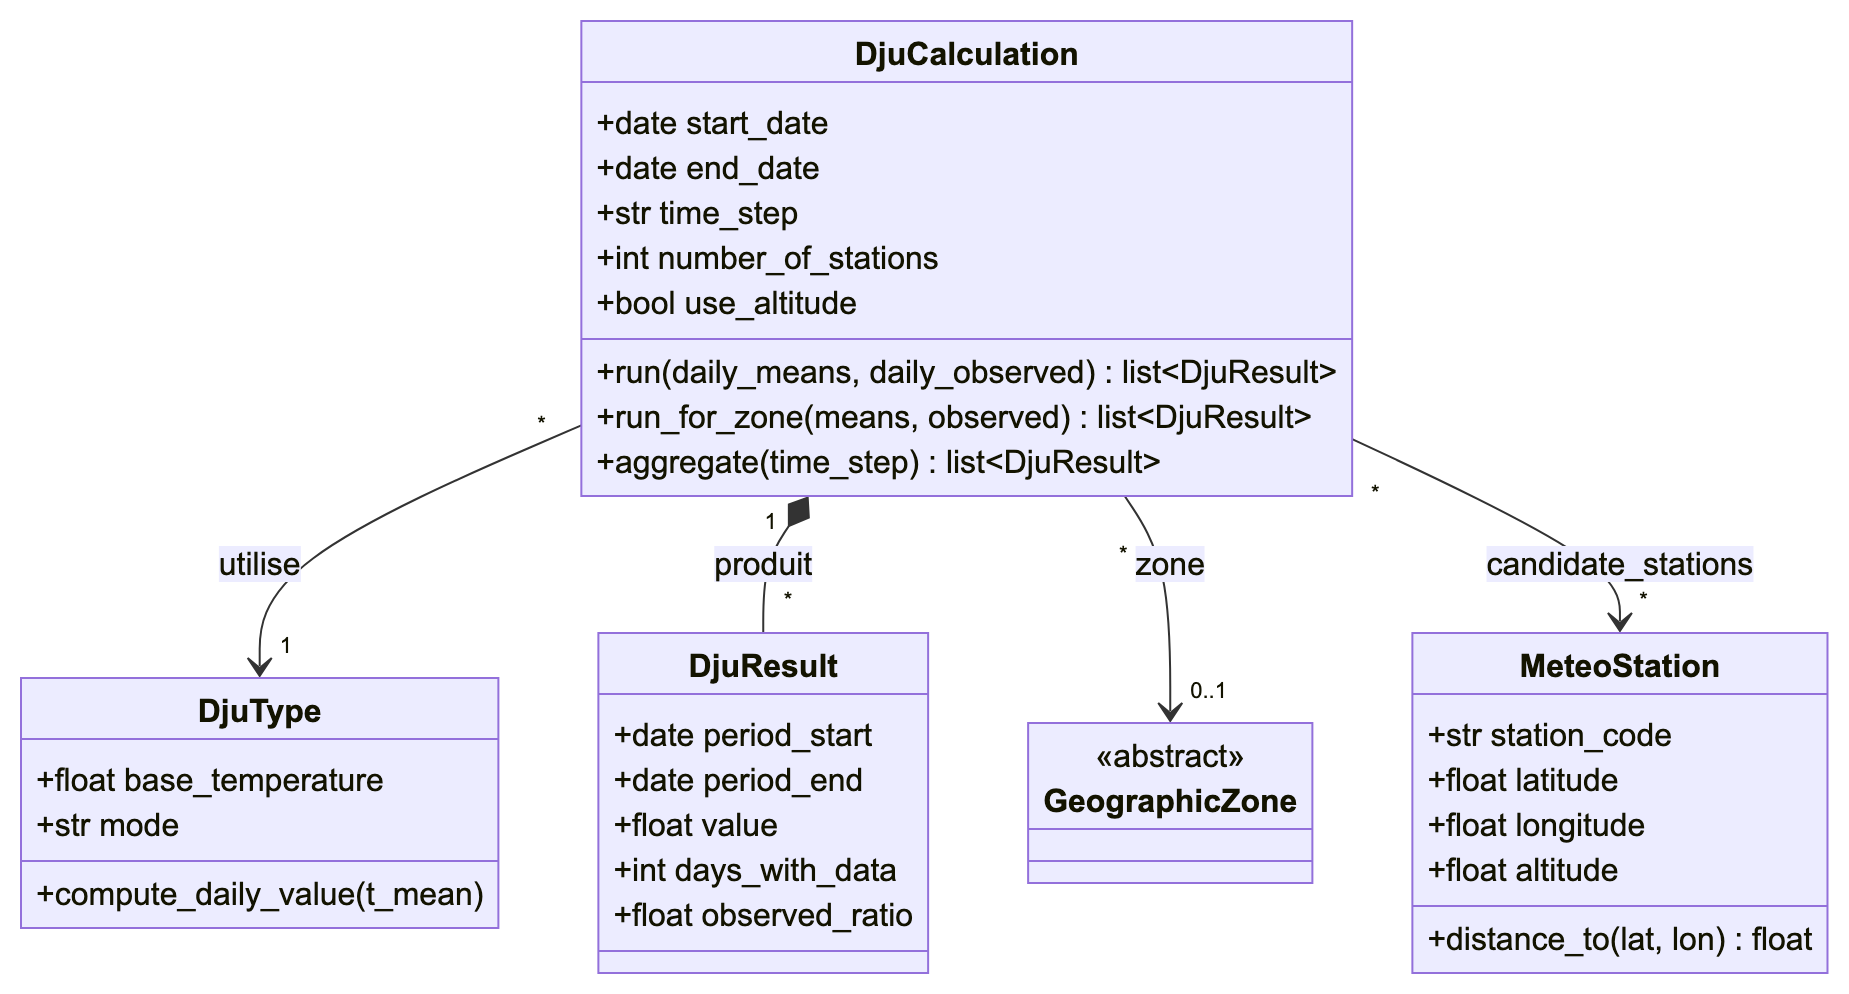 DjuCalculation
+date start_date
+date end_date
+str time_step
+int number_of_stations
+bool use_altitude
+run(daily_means, daily_observed) : list<DjuResult>
+run_for_zone(means, observed) : list<DjuResult>
+aggregate(time_step) : list<DjuResult>
*
1
*
*
utilise
produit
zone
candidate_stations
1
*
0..1
*
DjuType
+float base_temperature
+str mode
+compute_daily_value(t_mean)
DjuResult
+date period_start
+date period_end
+float value
+int days_with_data
+float observed_ratio
«abstract»
GeographicZone
MeteoStation
+str station_code
+float latitude
+float longitude
+float altitude
+distance_to(lat, lon) : float